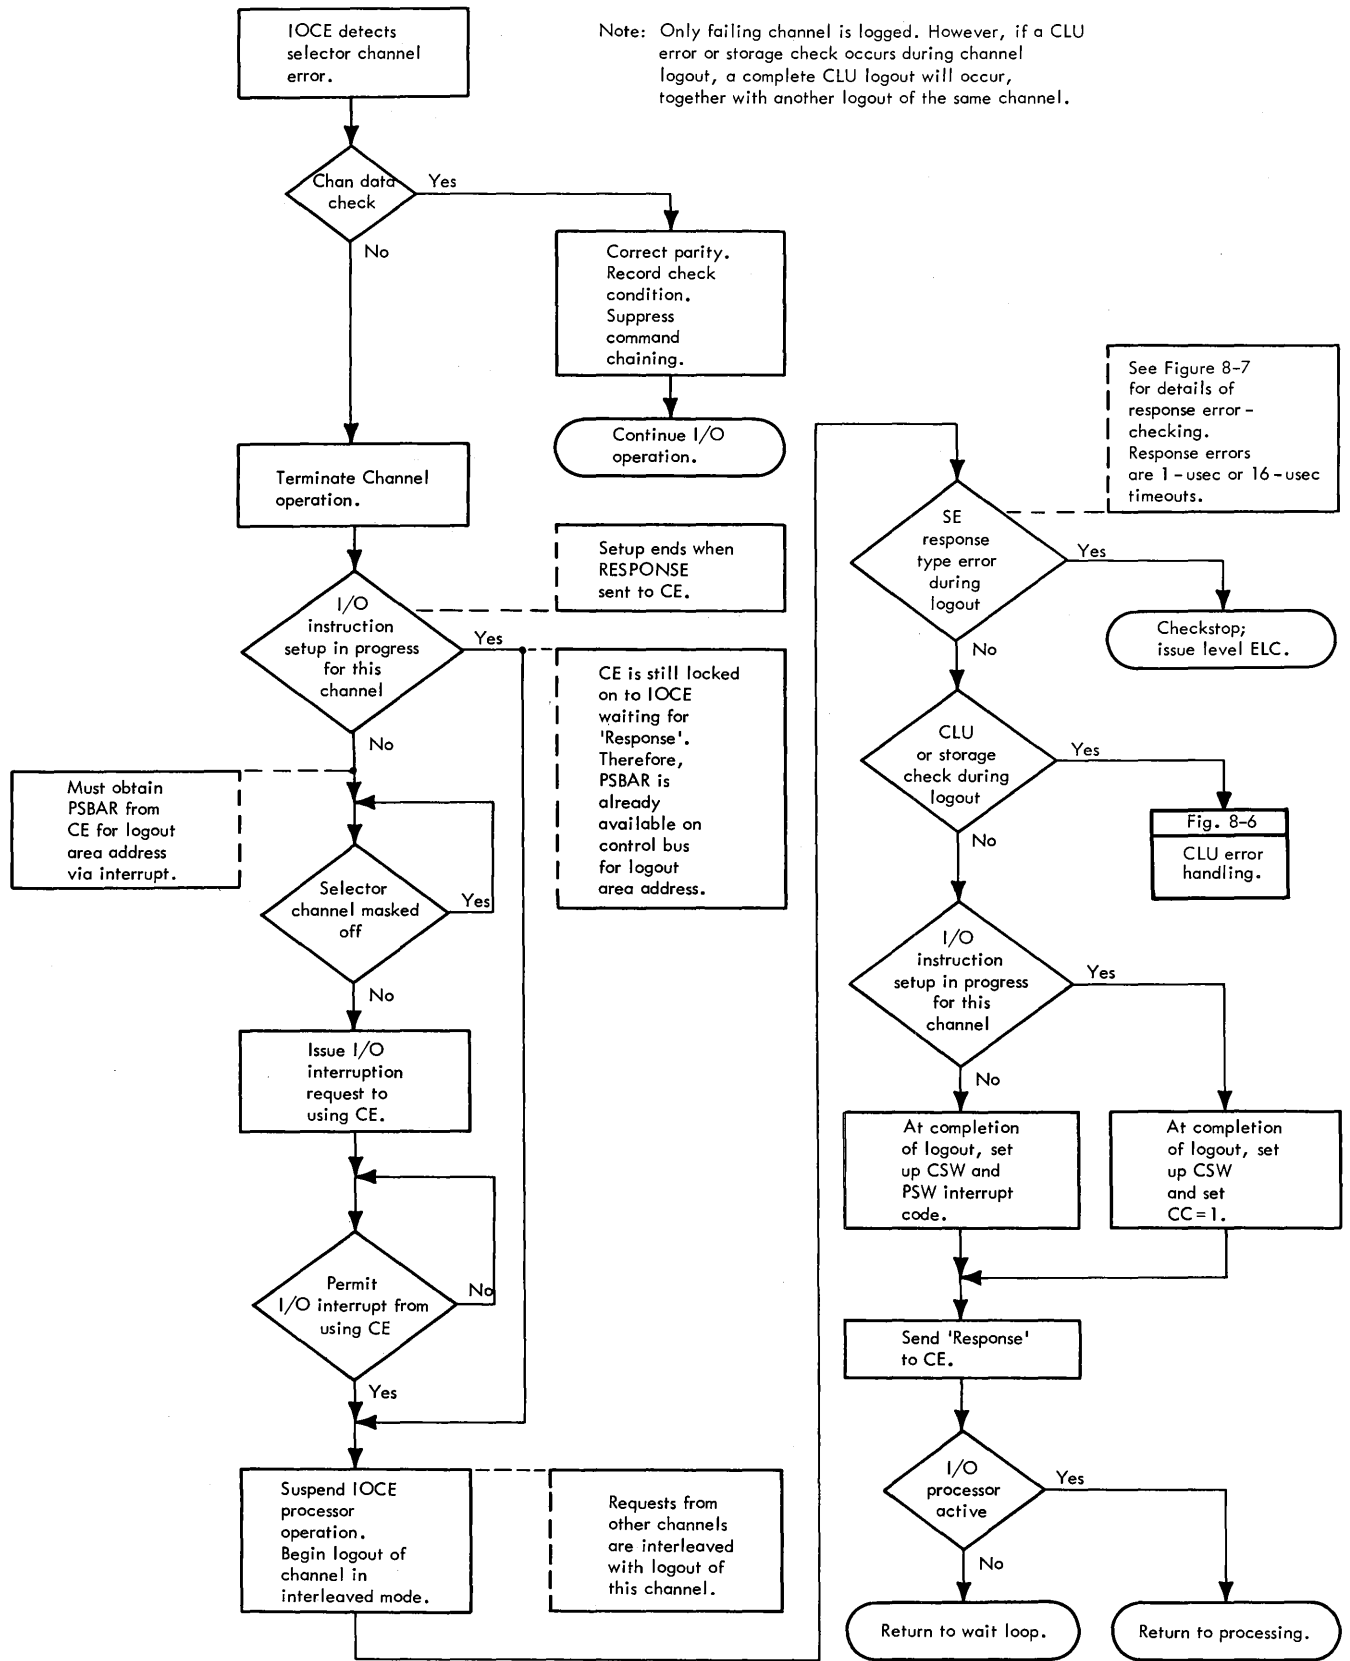 IOCE detects
selector channel
error.
Note: Only failing channel is logged. However, if a CLU
error or storage check occurs during channel
logout, a complete CLU logout will occur,
together with another logout of the same channel.
Chan data
check
Yes
No
Correct parity.
Record check
condition.
Suppress
command
chaining.
Continue I/O
operation.
Terminate Channel
operation.
Setup ends when
RESPONSE
sent to CE.
I/O
instruction
setup in progress
for this
channel
Yes
No
CE is still locked
on to IOCE
waiting for
'Response'.
Therefore,
PSBAR is
already
available on
control bus
for logout
area address.
Must obtain
PSBAR from
CE for logout
area address
via interrupt.
Selector
channel masked
off
Yes
No
Issue I/O
interruption
request to
using CE.
Permit
I/O interrupt from
using CE
No
Yes
Suspend IOCE
processor
operation.
Begin logout of
channel in
interleaved mode.
Requests from
other channels
are interleaved
with logout of
this channel.
See Figure 8-7
for details of
response error-
checking.
Response errors
are 1-usec or 16-usec
timeouts.
SE
response
type error
during
logout
Yes
No
Checkstop;
issue level ELC.
CLU
or storage
check during
logout
Yes
No
Fig. 8-6
CLU error
handling.
I/O
instruction
setup in progress
for this
channel
Yes
No
At completion
of logout, set
up CSW and
PSW interrupt
code.
At completion
of logout, set
up CSW
and set
CC=1.
Send 'Response'
to CE.
I/O
processor
active
Yes
No
Return to wait loop.
Return to processing.